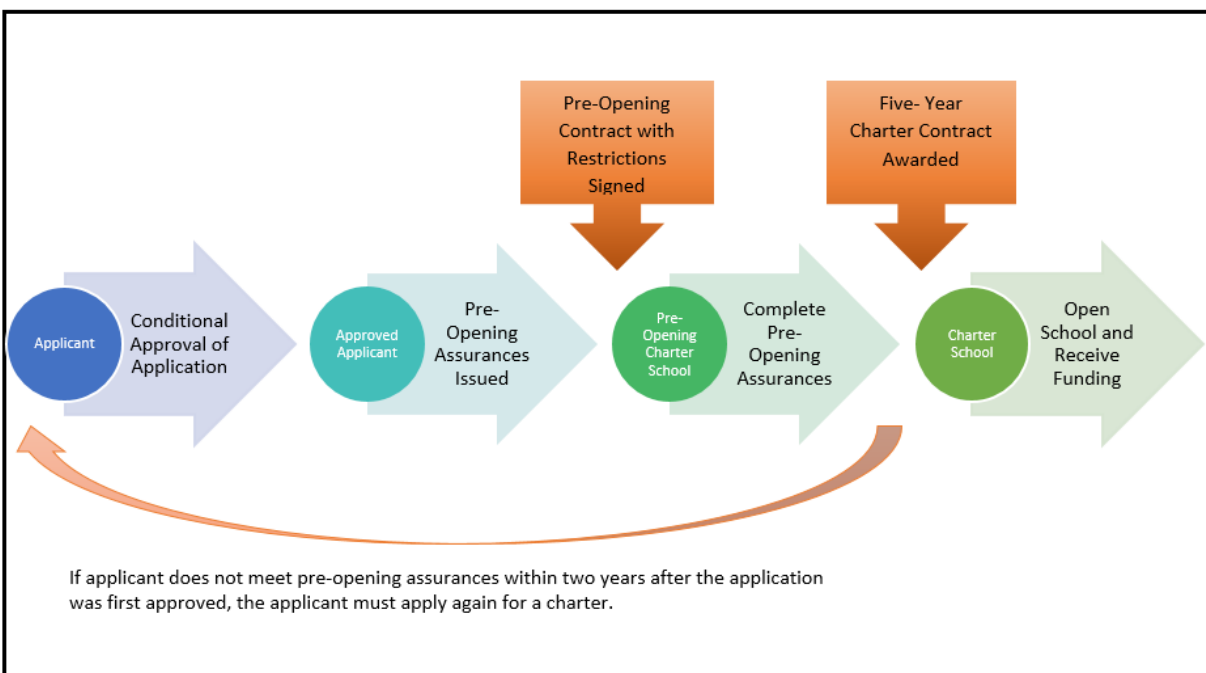 Pre-Opening
Contract with
Restrictions
Signed
Five- Year
Charter Contract
Awarded
Applicant
Conditional
Approval of
Application
Approved
Applicant
Pre-
Opening
Assurances
Issued
Pre-
Opening
Charter
School
Complete
Pre-
Opening
Assurances
Charter
School
Open
School and
Receive
Funding
If applicant does not meet pre-opening assurances within two years after the application
was first approved, the applicant must apply again for a charter.